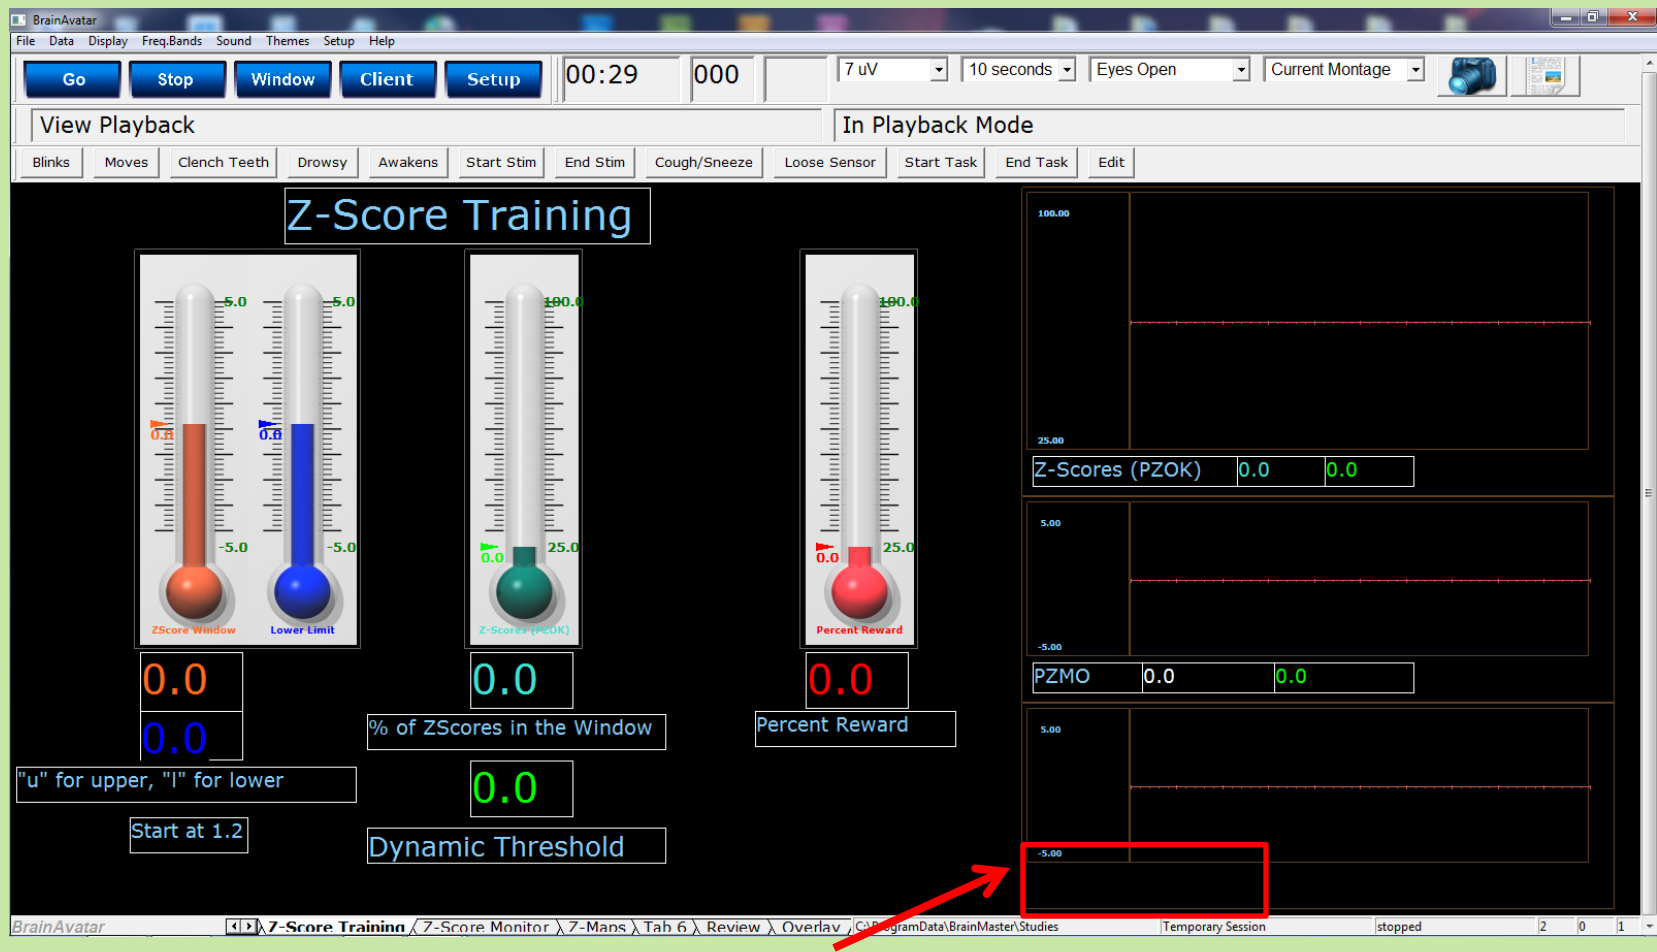 BrainAvatar
File Data Display Freq.Bands Sound Themes Setup Help
Go Stop Window Client Setup 00:29 000 7 uV 10 seconds Eyes Open Current Montage
View Playback In Playback Mode
Blinks Moves Clench Teeth Drowsy Awakens Start Stim End Stim Cough/Sneeze Loose Sensor Start Task End Task Edit
Z-Score Training
5.0 5.0 100.0 100.0
0.0 0.0
-5.0 -5.0 25.0 25.0
0.0 0.0
ZScore Window Lower Limit Z-Scores (PZOK) Percent Reward
0.0 0.0 0.0
0.0
% of ZScores in the Window
Percent Reward
"u" for upper, "l" for lower
0.0
Start at 1.2
Dynamic Threshold
100.00
25.00
Z-Scores (PZOK) 0.0 0.0
5.00
-5.00
PZMO 0.0 0.0
5.00
-5.00
BrainAvatar Z-Score Training Z-Score Monitor Z-Maps Tab 6 Review Overlay C:\ProgramData\BrainMaster\Studies Temporary Session stopped 2 0 1